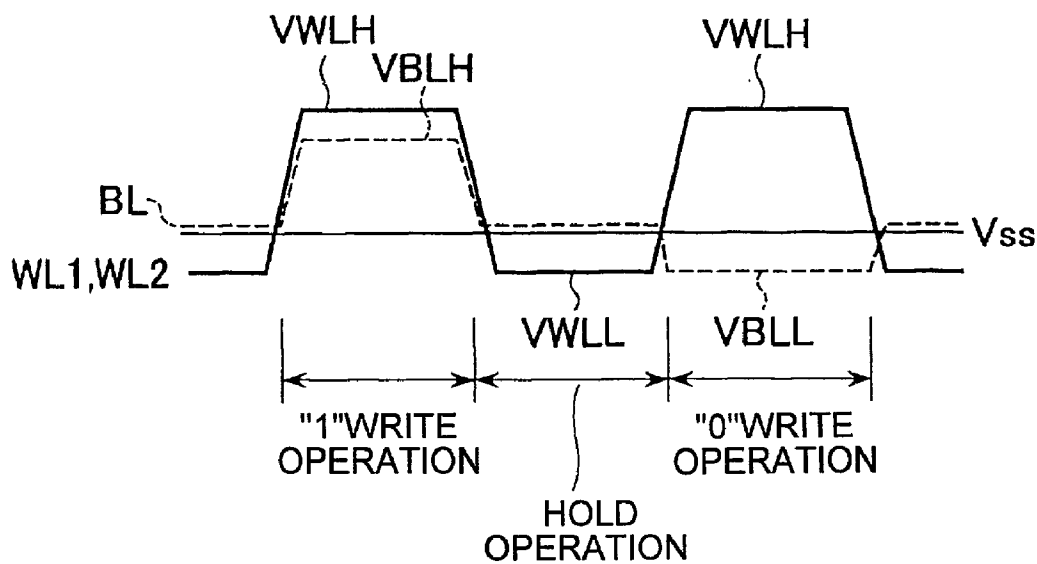 VWLH
VBLH
VWLH
BL
Vss
WL1,WL2
VWLL
VBLL
"1"WRITE
OPERATION
"0"WRITE
OPERATION
HOLD
OPERATION